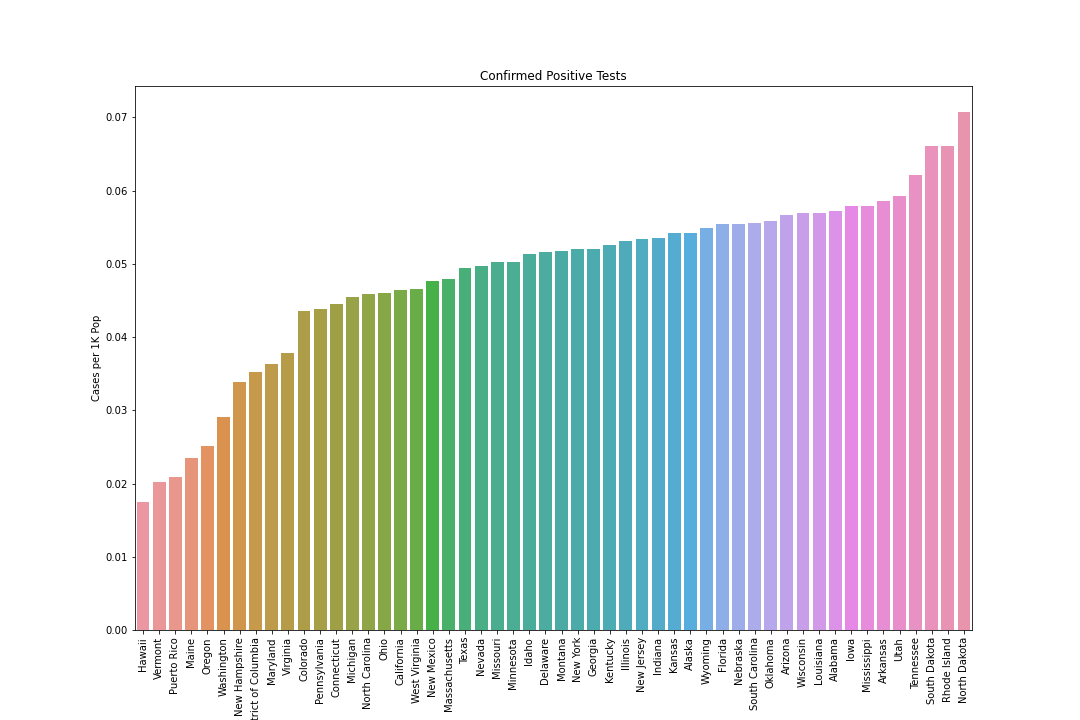 Confirmed Positive Tests
Cases per 1K Pop
0.07
0.06
0.05
0.04
0.03
0.02
0.01
0.00
Hawaii
Vermont
Puerto Rico
Maine
Oregon
Washington
New Hampshire
trict of Columbia
Maryland
Virginia
Colorado
Pennsylvania
Connecticut
Michigan
North Carolina
Ohio
California
West Virginia
New Mexico
Massachusetts
Texas
Nevada
Missouri
Minnesota
Idaho
Delaware
Montana
New York
Georgia
Kentucky
Illinois
New Jersey
Indiana
Kansas
Alaska
Wyoming
Florida
Nebraska
South Carolina
Oklahoma
Arizona
Wisconsin
Louisiana
Alabama
Iowa
Mississippi
Arkansas
Utah
Tennessee
South Dakota
Rhode Island
North Dakota